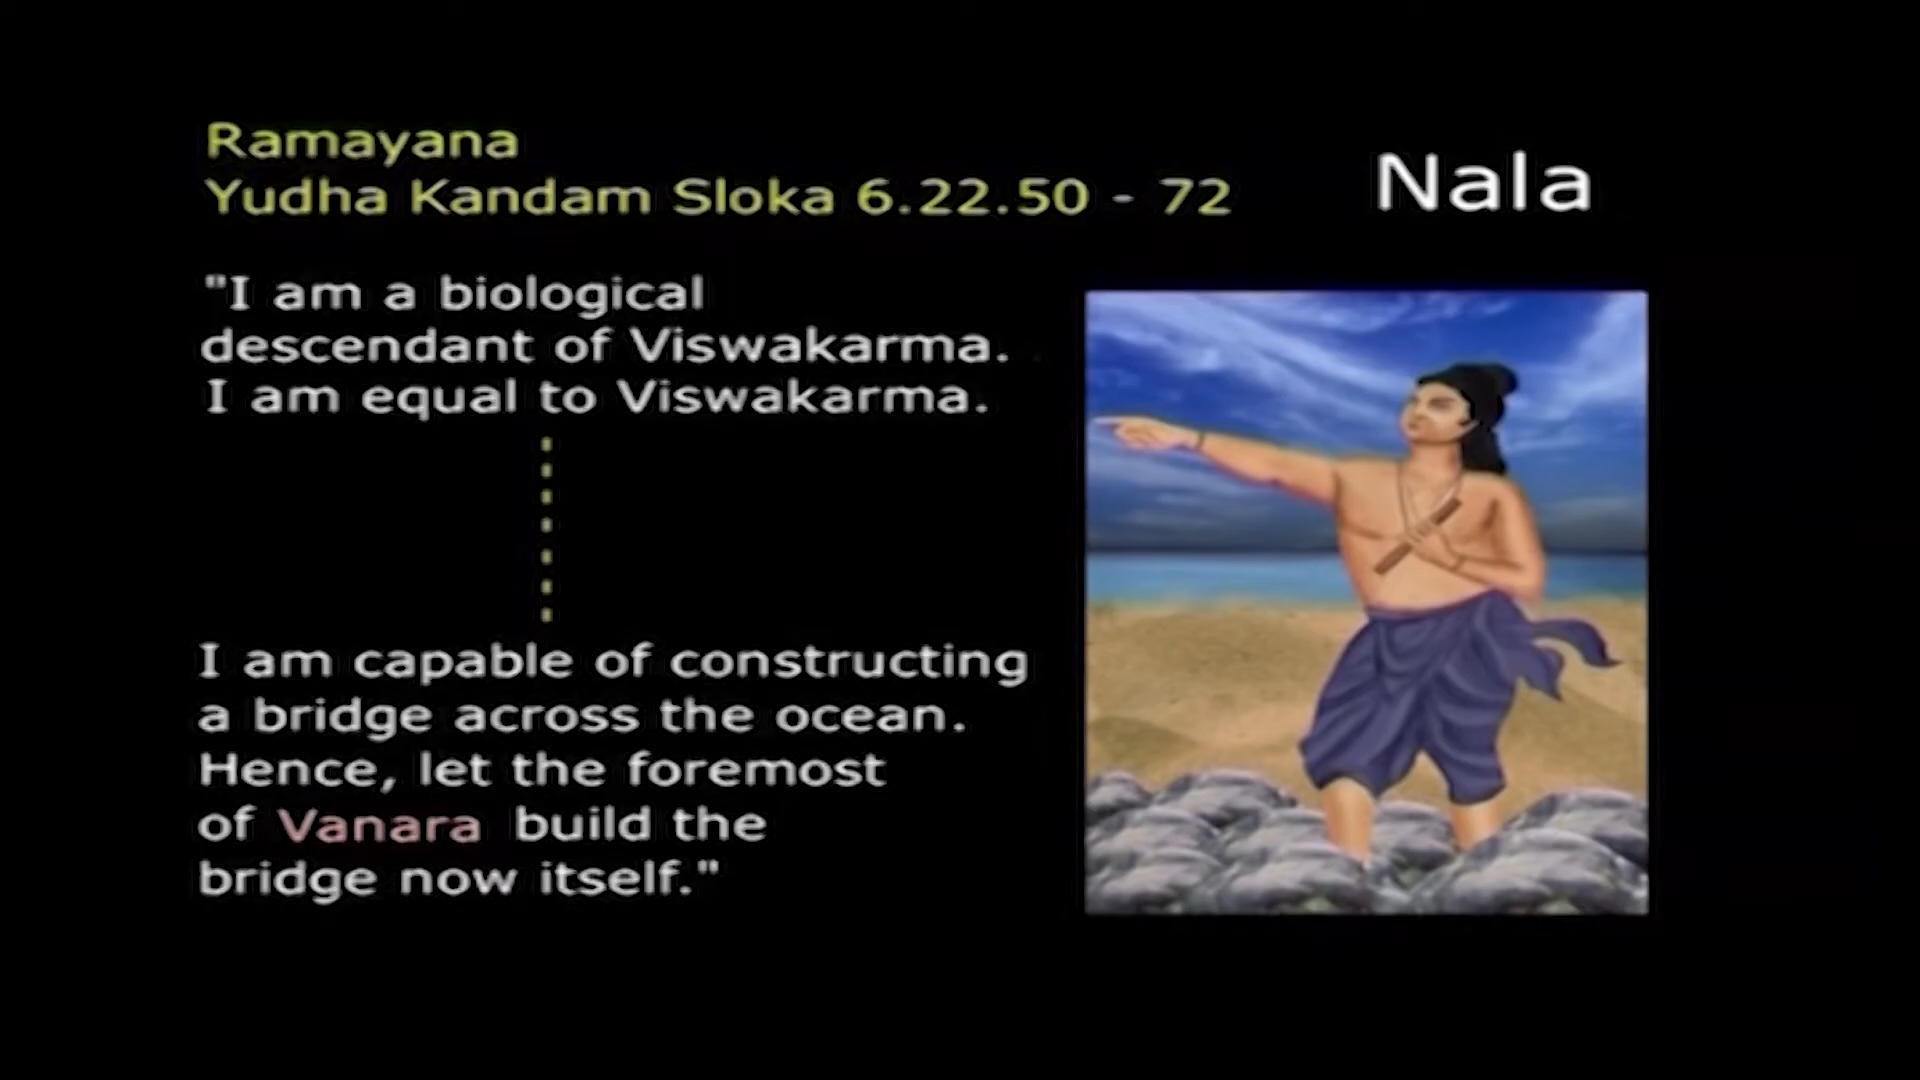 Ramayana
Yudha Kandam Sloka 6.22.50 - 72
Nala
"I am a biological
descendant of Viswakarma.
I am equal to Viswakarma.
I am capable of constructing
a bridge across the ocean.
Hence, let the foremost
of Vanara build the
bridge now itself."